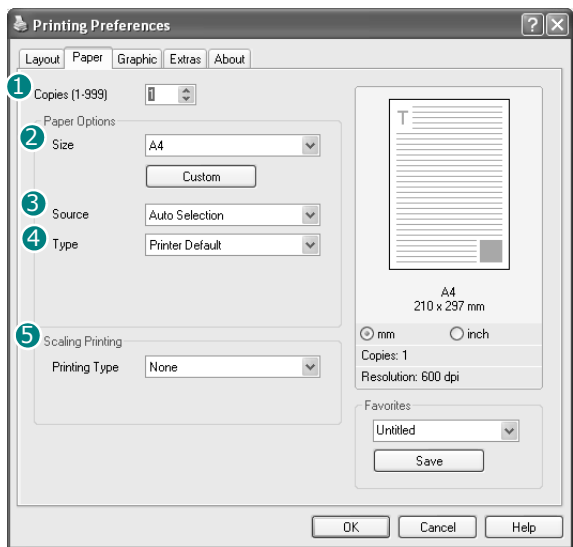 Printing Preferences
Layout Paper Graphic Extras About
1 Copies (1-999) 1
Paper Options
2 Size A4
Custom
3 Source Auto Selection
4 Type Printer Default
5 Scaling Printing
Printing Type None
T
A4
210 x 297 mm
mm inch
Copies: 1
Resolution: 600 dpi
Favorites
Untitled
Save
OK Cancel Help